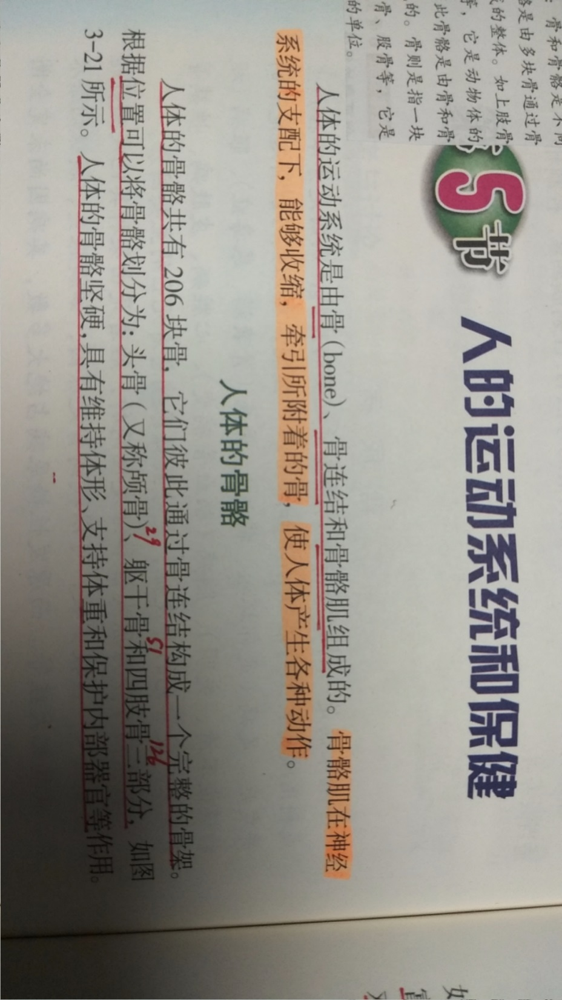 骨和骨骼是不同
骼是由多块骨通过骨
的整体。如上肢骨
等，它是动物体的
此骨骼是由骨和骨
的。骨则是指一块
骨、股骨等，它是
的单位。
5节 人的运动系统和保健
人体的运动系统是由骨(bone)、骨连结和骨骼肌组成的。骨骼肌在神经
系统的支配下，能够收缩，牵引所附着的骨，使人体产生各种动作。
人体的骨骼
人体的骨骼共有206块骨，它们彼此通过骨连结构成一个完整的骨架。
29 51 126
根据位置可以将骨骼划分为：头骨(又称颅骨)、躯干骨和四肢骨三部分，如图
3-21所示。人体的骨骼坚硬，具有维持体形、支持体重和保护内部器官等作用。